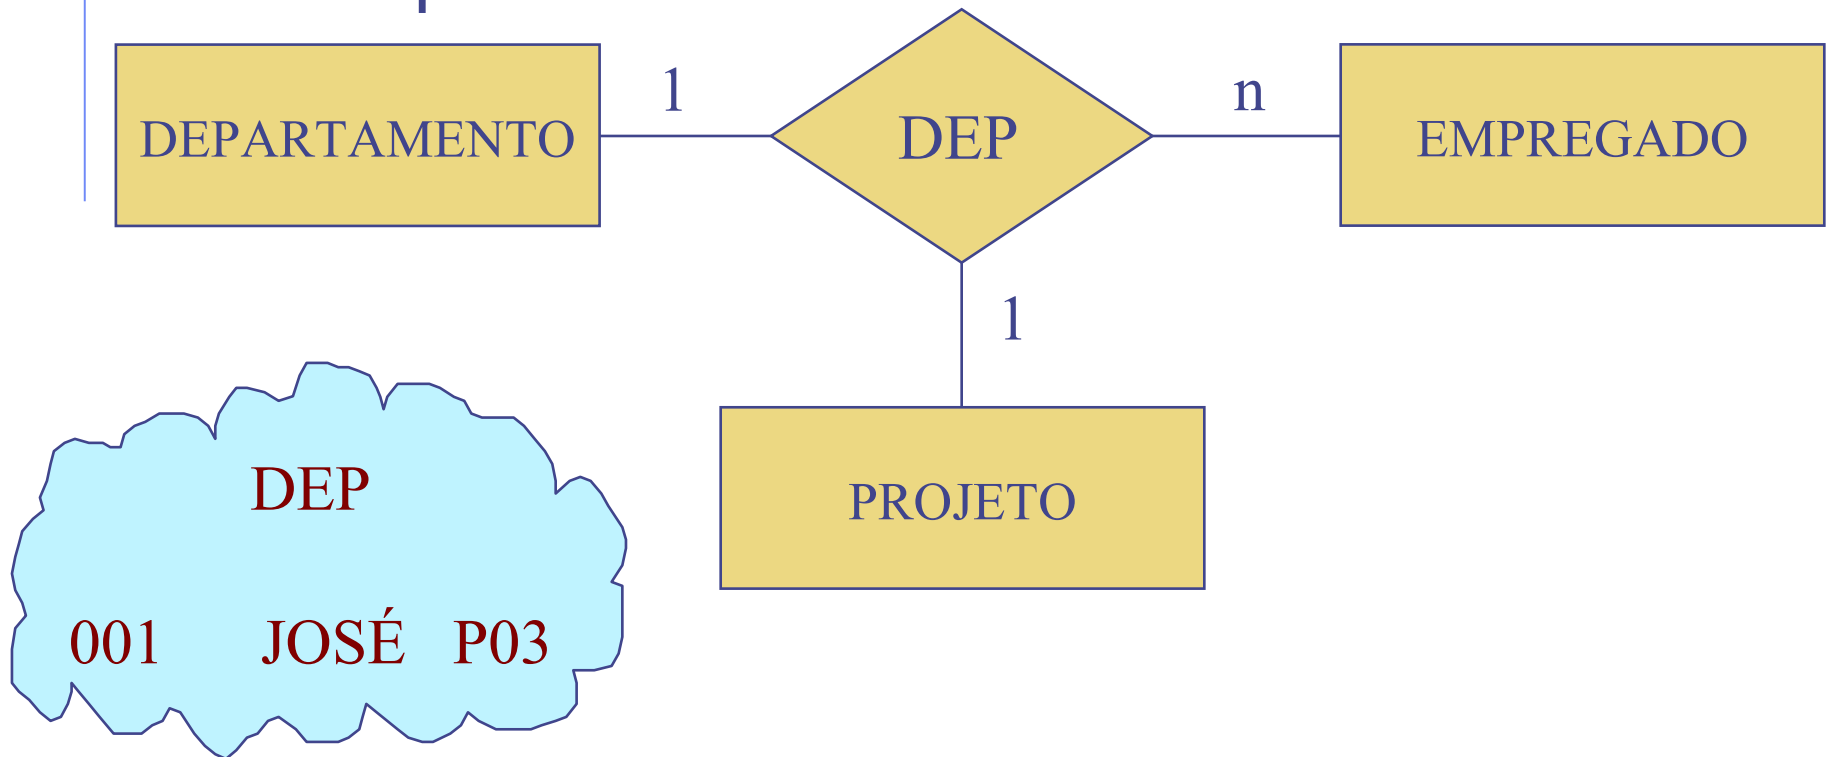 1
n
DEPARTAMENTO
DEP
EMPREGADO
1
DEP
PROJETO
001 JOSÉ P03